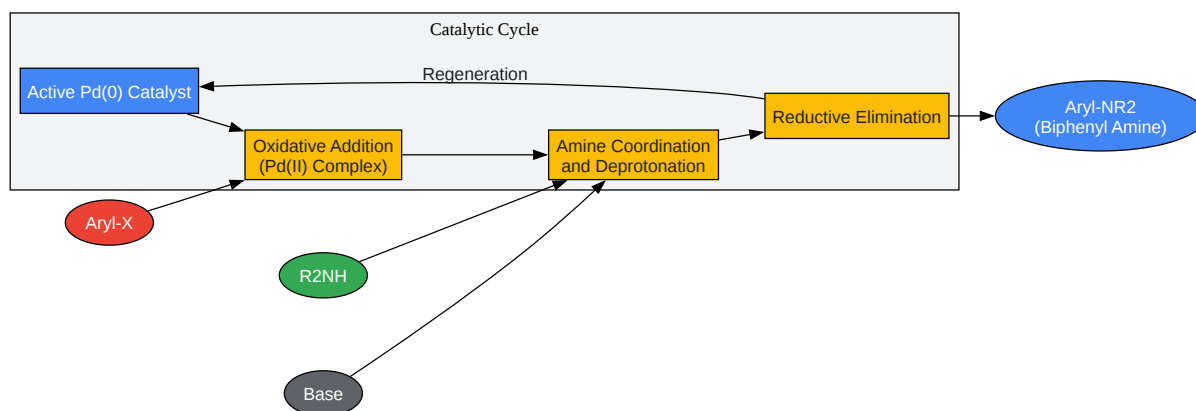 Catalytic Cycle
Regeneration
Active Pd(0) Catalyst
Aryl-NR2
(Biphenyl Amine)
Reductive Elimination
Oxidative Addition
(Pd(II) Complex)
Amine Coordination
and Deprotonation
Aryl-X
R2NH
Base